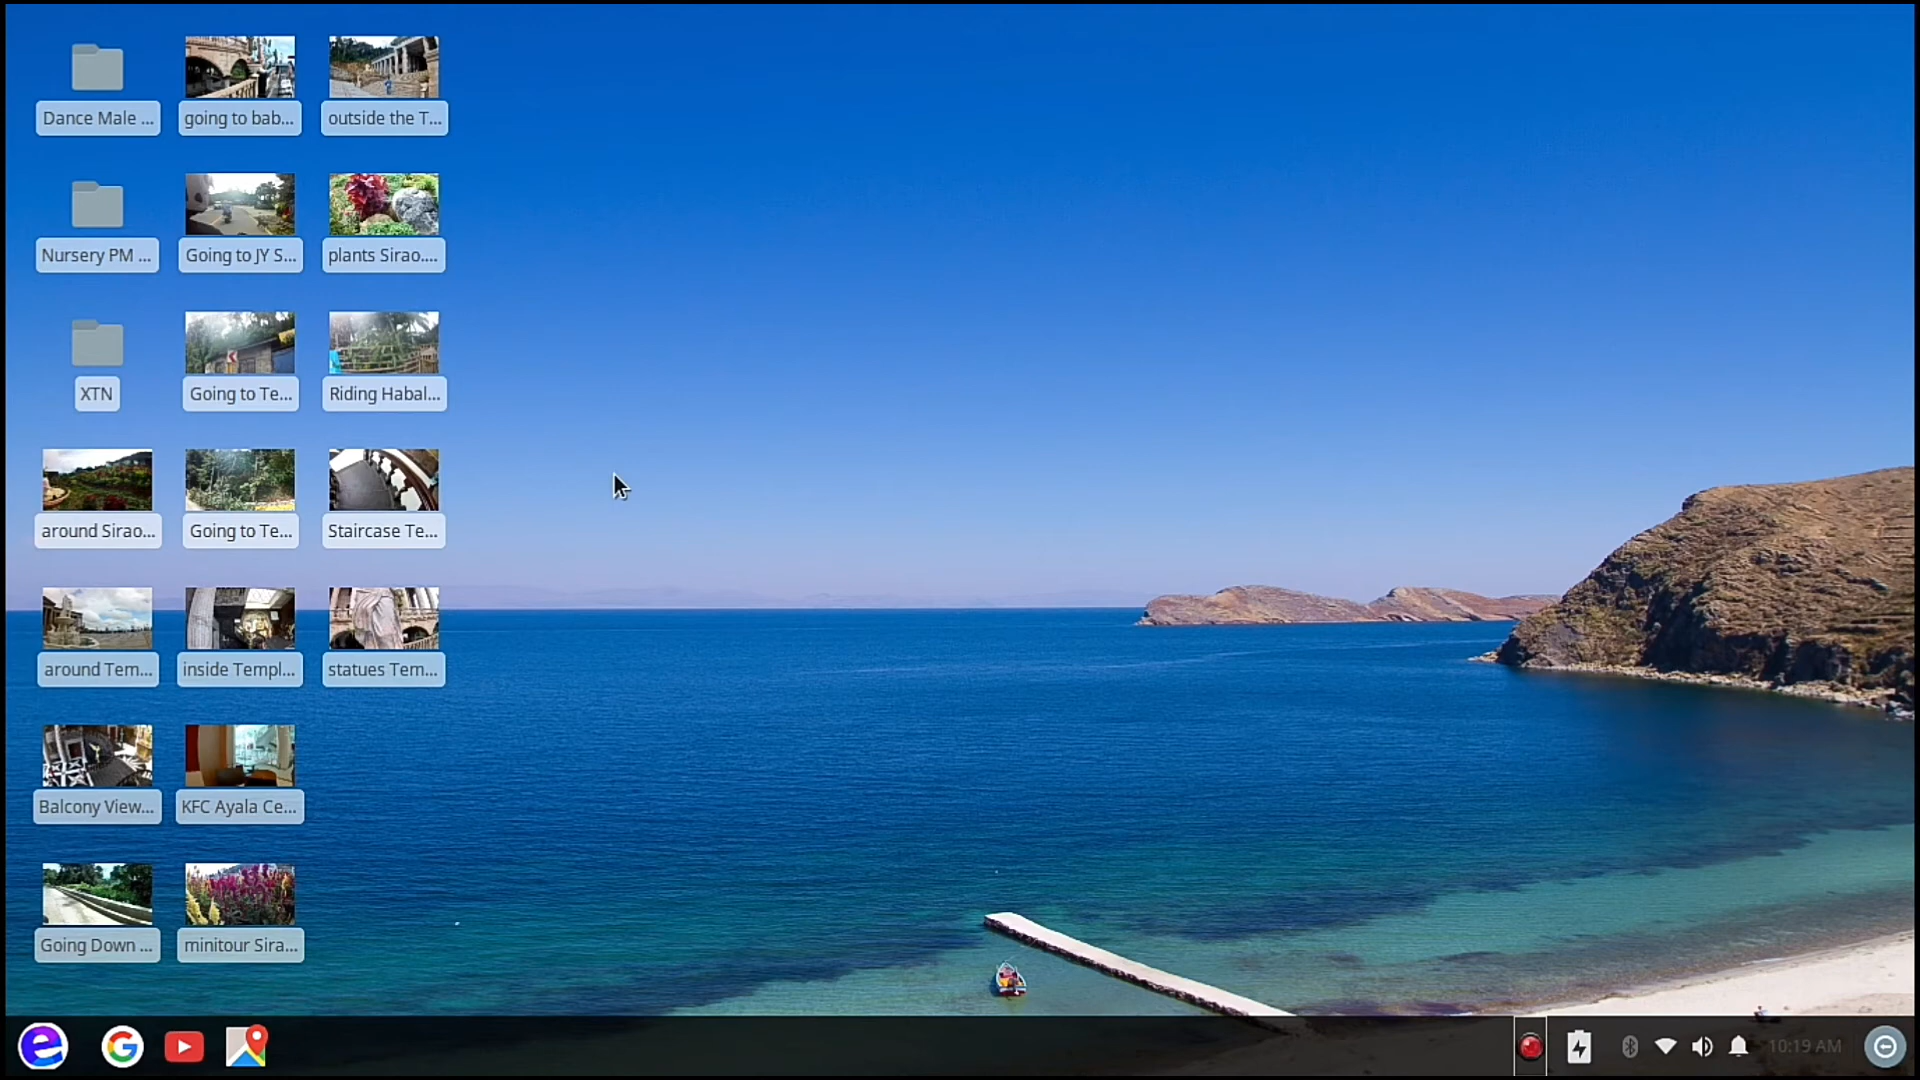 Dance Male ...
going to bab...
outside the T...
Nursery PM ...
Going to JY S...
plants Sirao....
XTN
Going to Te...
Riding Habal...
around Sirao...
Going to Te...
Staircase Te...
around Tem...
inside Templ...
statues Tem...
Balcony View...
KFC Ayala Ce...
Going Down ...
minitour Sira...
10:19 AM